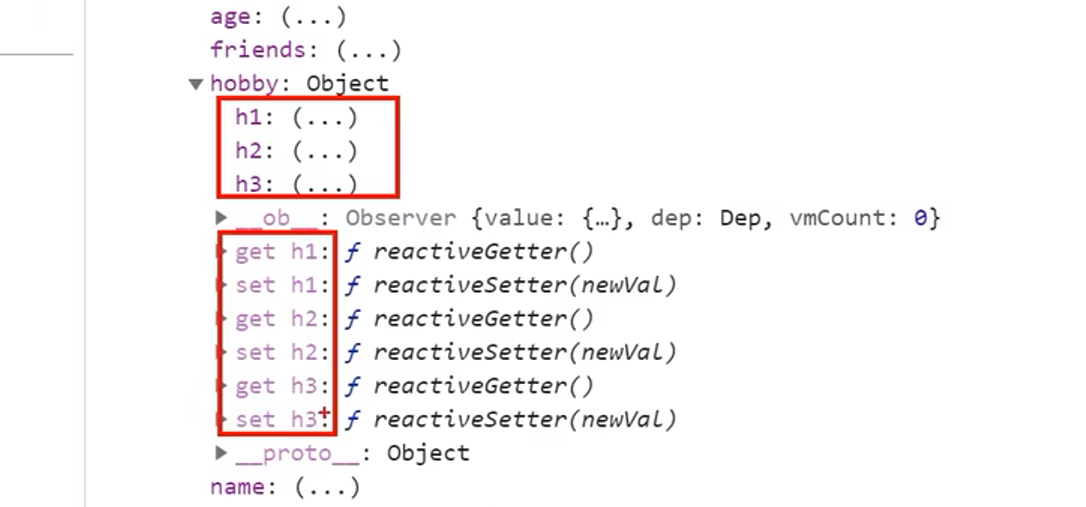 age: (...)
friends: (...)
▼hobby: Object
h1: (...)
h2: (...)
h3: (...)
▶__ob__: Observer {value: {…}, dep: Dep, vmCount: 0}
▶get h1: ƒ reactiveGetter()
▶set h1: ƒ reactiveSetter(newVal)
▶get h2: ƒ reactiveGetter()
▶set h2: ƒ reactiveSetter(newVal)
▶get h3: ƒ reactiveGetter()
▶set h3: ƒ reactiveSetter(newVal)
▶__proto__: Object
name: (...)